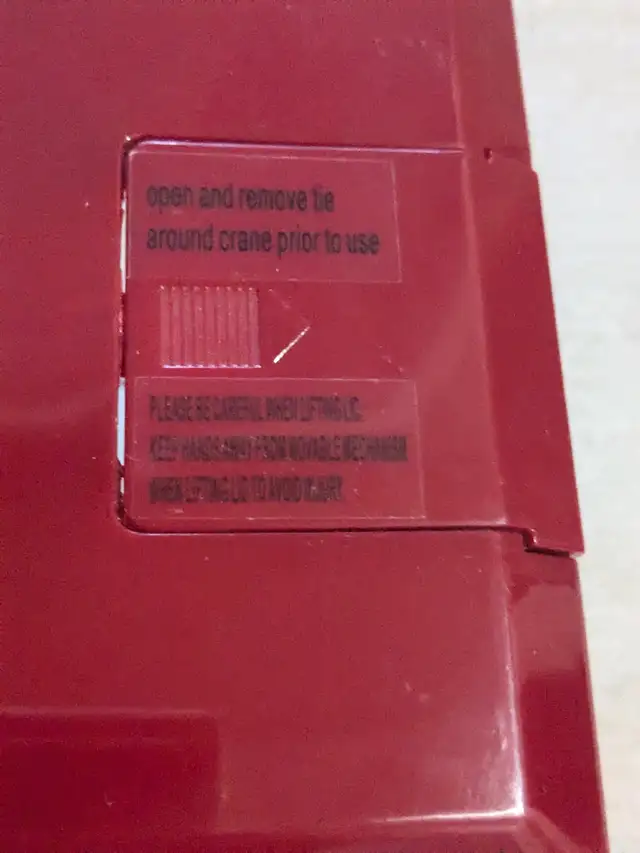 open and remove tie
around crane prior to use
PLEASE BE CAREFUL WHEN LIFTING LID.
KEEP HANDS AWAY FROM MOVABLE MECHANISM
WHEN LIFTING LID TO AVOID INJURY